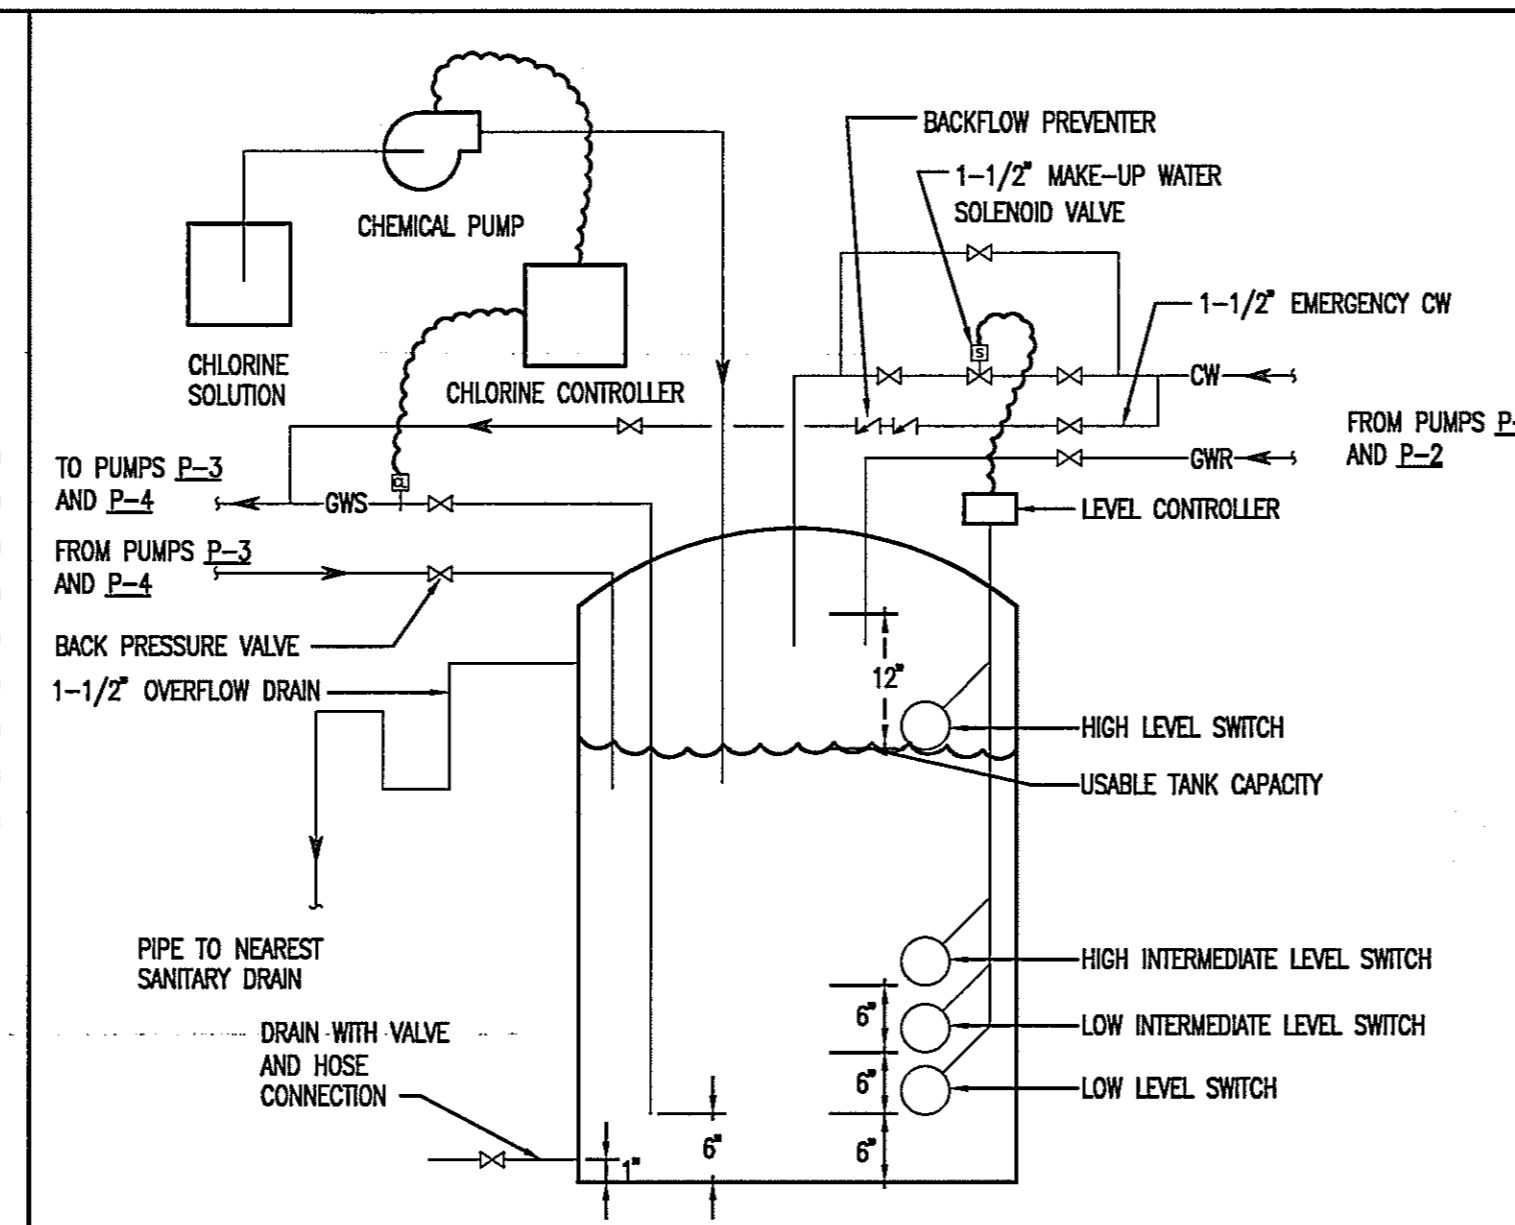 BACKFLOW PREVENTER
1-1/2" MAKE-UP WATER
SOLENOID VALVE
CHEMICAL PUMP
1-1/2" EMERGENCY CW
S
CHLORINE
SOLUTION
CHLORINE CONTROLLER
CW
FROM PUMPS P-
AND P-2
GWR
TO PUMPS P-3
AND P-4
CL
GWS
LEVEL CONTROLLER
FROM PUMPS P-3
AND P-4
BACK PRESSURE VALVE
1-1/2" OVERFLOW DRAIN
12"
HIGH LEVEL SWITCH
USABLE TANK CAPACITY
PIPE TO NEAREST
SANITARY DRAIN
HIGH INTERMEDIATE LEVEL SWITCH
6"
LOW INTERMEDIATE LEVEL SWITCH
DRAIN WITH VALVE
AND HOSE
CONNECTION
6"
LOW LEVEL SWITCH
6"
6"
1"